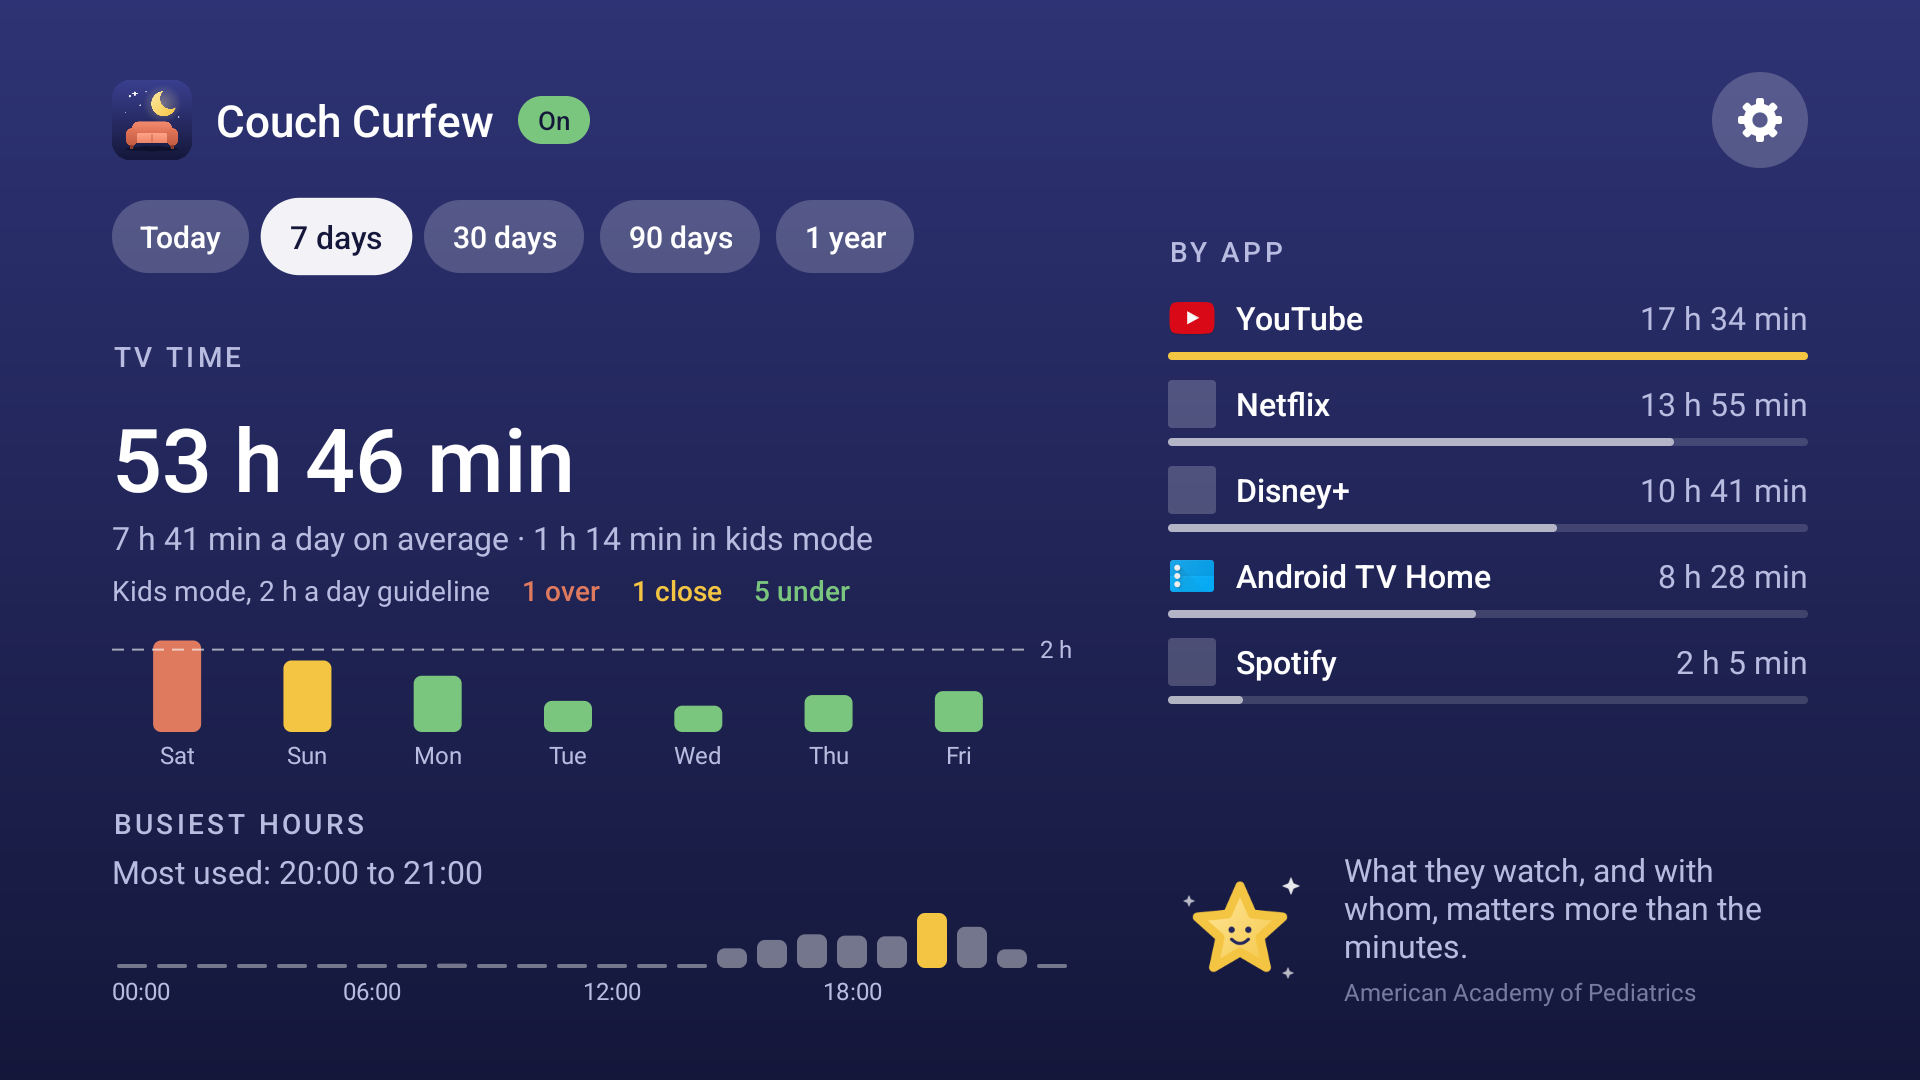 Couch Curfew
On
Today
7 days
30 days
90 days
1 year
TV TIME
53 h 46 min
7 h 41 min a day on average · 1 h 14 min in kids mode
Kids mode, 2 h a day guideline
1 over
1 close
5 under
2 h
Sat
Sun
Mon
Tue
Wed
Thu
Fri
BUSIEST HOURS
Most used: 20:00 to 21:00
00:00
06:00
12:00
18:00
BY APP
YouTube
17 h 34 min
Netflix
13 h 55 min
Disney+
10 h 41 min
Android TV Home
8 h 28 min
Spotify
2 h 5 min
What they watch, and with
whom, matters more than the
minutes.
American Academy of Pediatrics